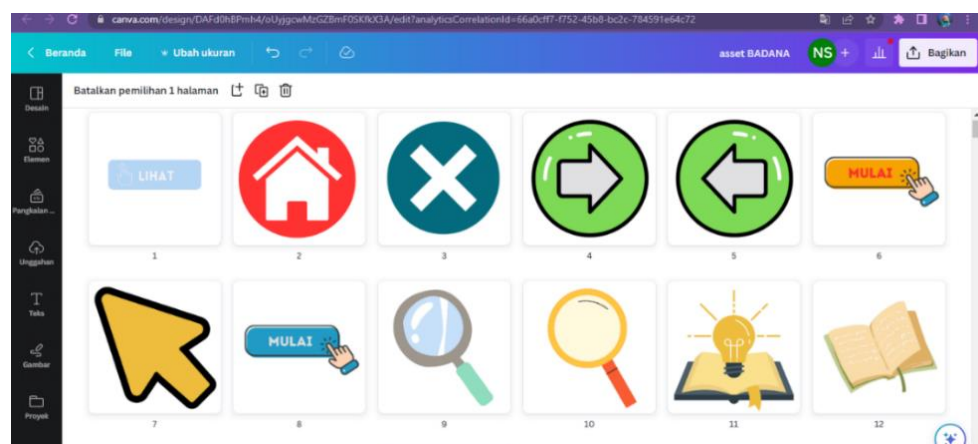 canva.com/design/DAFd0hBPmh4/oUyjgcwMzGZBmF0SKfkX3A/edit?analyticsCorrelationId=66a0cff7-f752-45b8-bc2c-784591e64c72
Beranda File Ubah ukuran asset BADANA NS + Bagikan
Batalkan pemilihan 1 halaman
Desain
Elemen
Pangkalan ...
Unggahan
Teks
Gambar
Proyek
LIHAT
MULAI
1 2 3 4 5 6
MULAI
7 8 9 10 11 12